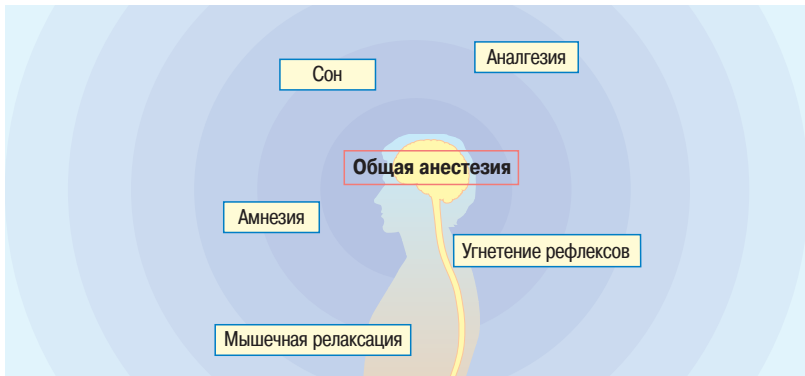 Аналгезия
Сон
Общая анестезия
Амнезия
Угнетение рефлексов
Мышечная релаксация